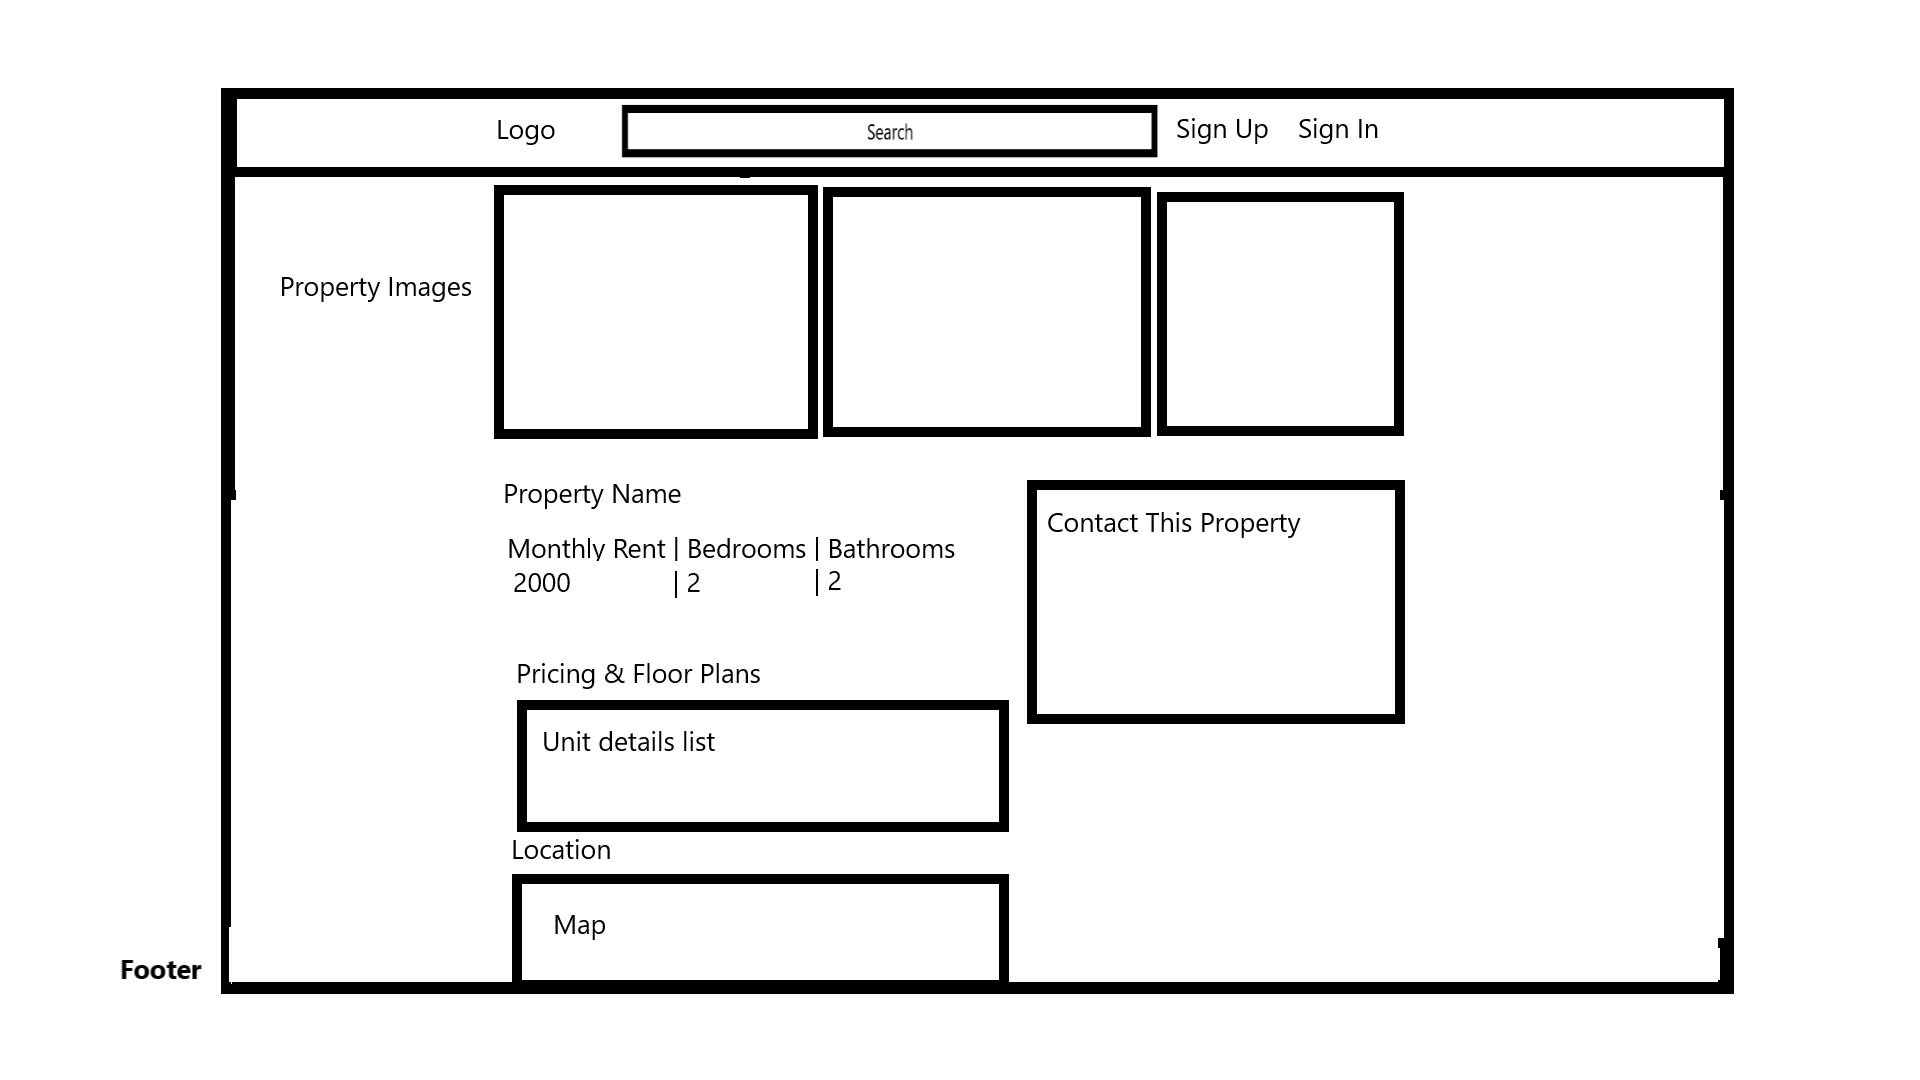 Logo Search Sign Up Sign In
Property Images
Property Name
Monthly Rent | Bedrooms | Bathrooms
2000 | 2 | 2
Contact This Property
Pricing & Floor Plans
Unit details list
Location
Map
Footer